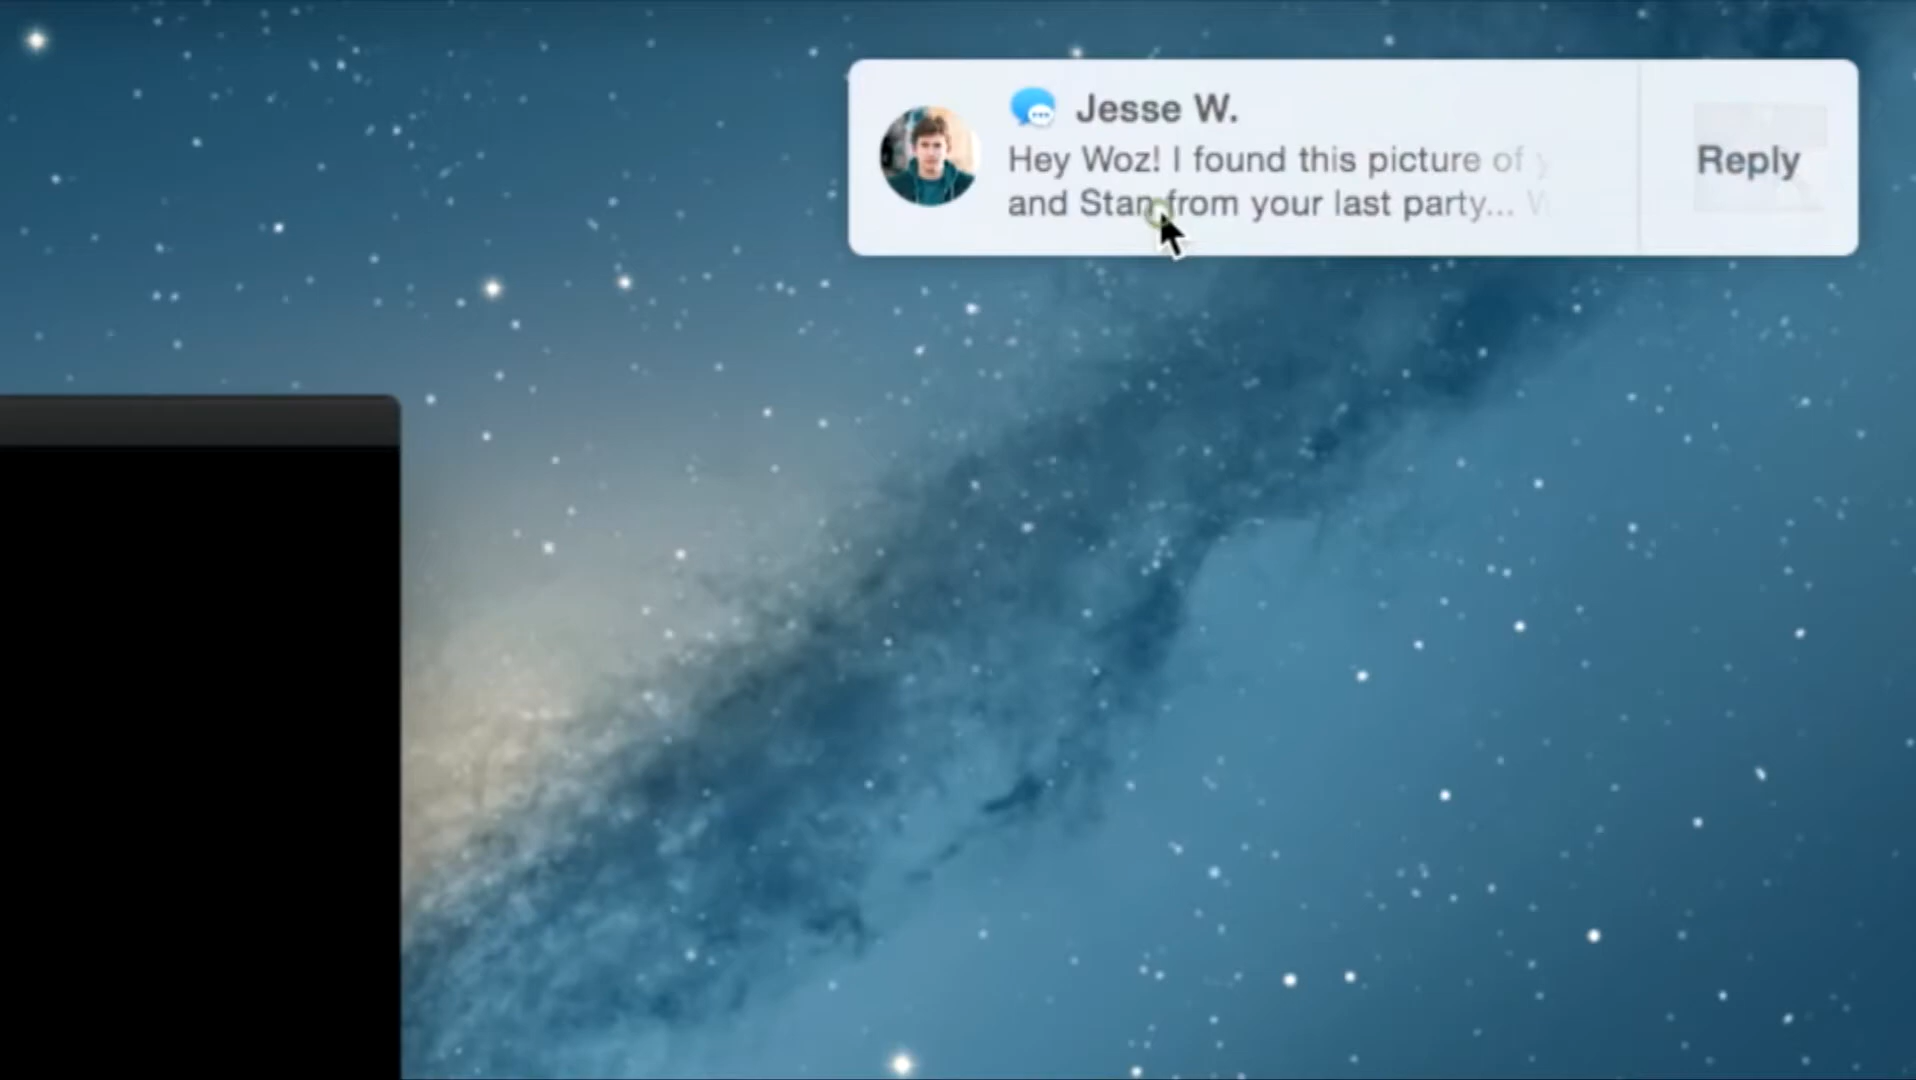 Jesse W.
Hey Woz! I found this picture of
and Stan from your last party...
Reply